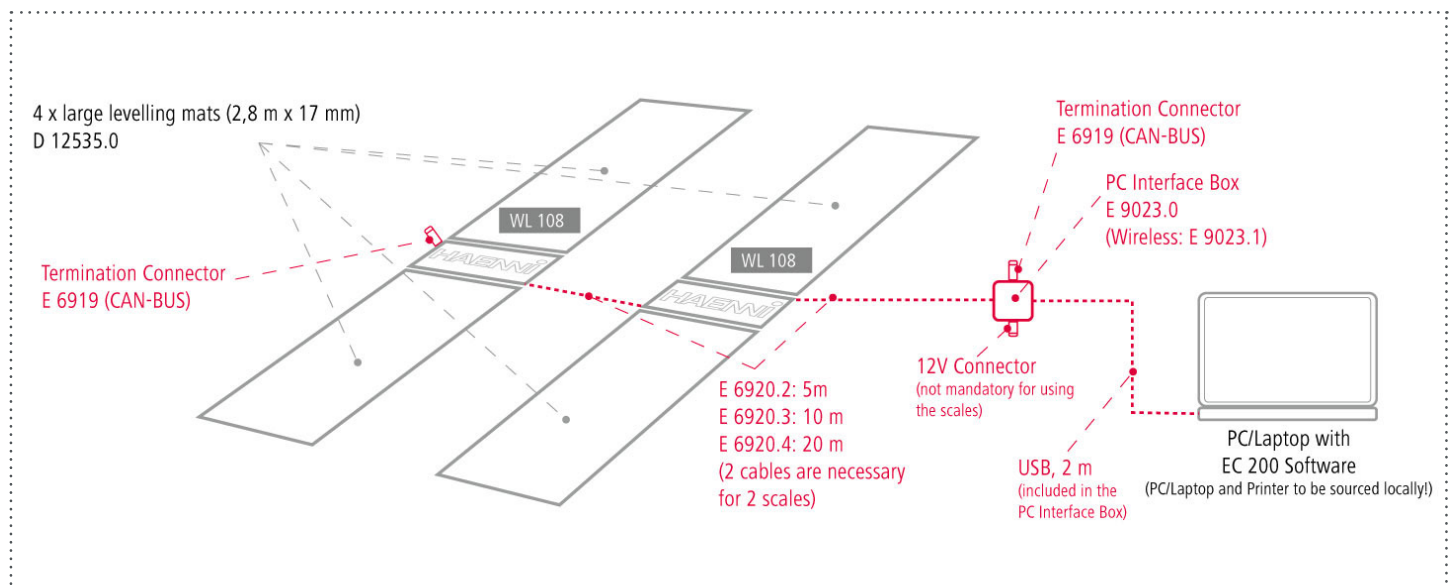 4 x large levelling mats (2,8 m x 17 mm)
D 12535.0
WL 108
HAENNi
Termination Connector
E 6919 (CAN-BUS)
WL 108
HAENNi
E 6920.2: 5m
E 6920.3: 10 m
E 6920.4: 20 m
(2 cables are necessary
for 2 scales)
Termination Connector
E 6919 (CAN-BUS)
PC Interface Box
E 9023.0
(Wireless: E 9023.1)
12V Connector
(not mandatory for using
the scales)
USB, 2 m
(included in the
PC Interface Box)
PC/Laptop with
EC 200 Software
(PC/Laptop and Printer to be sourced locally!)